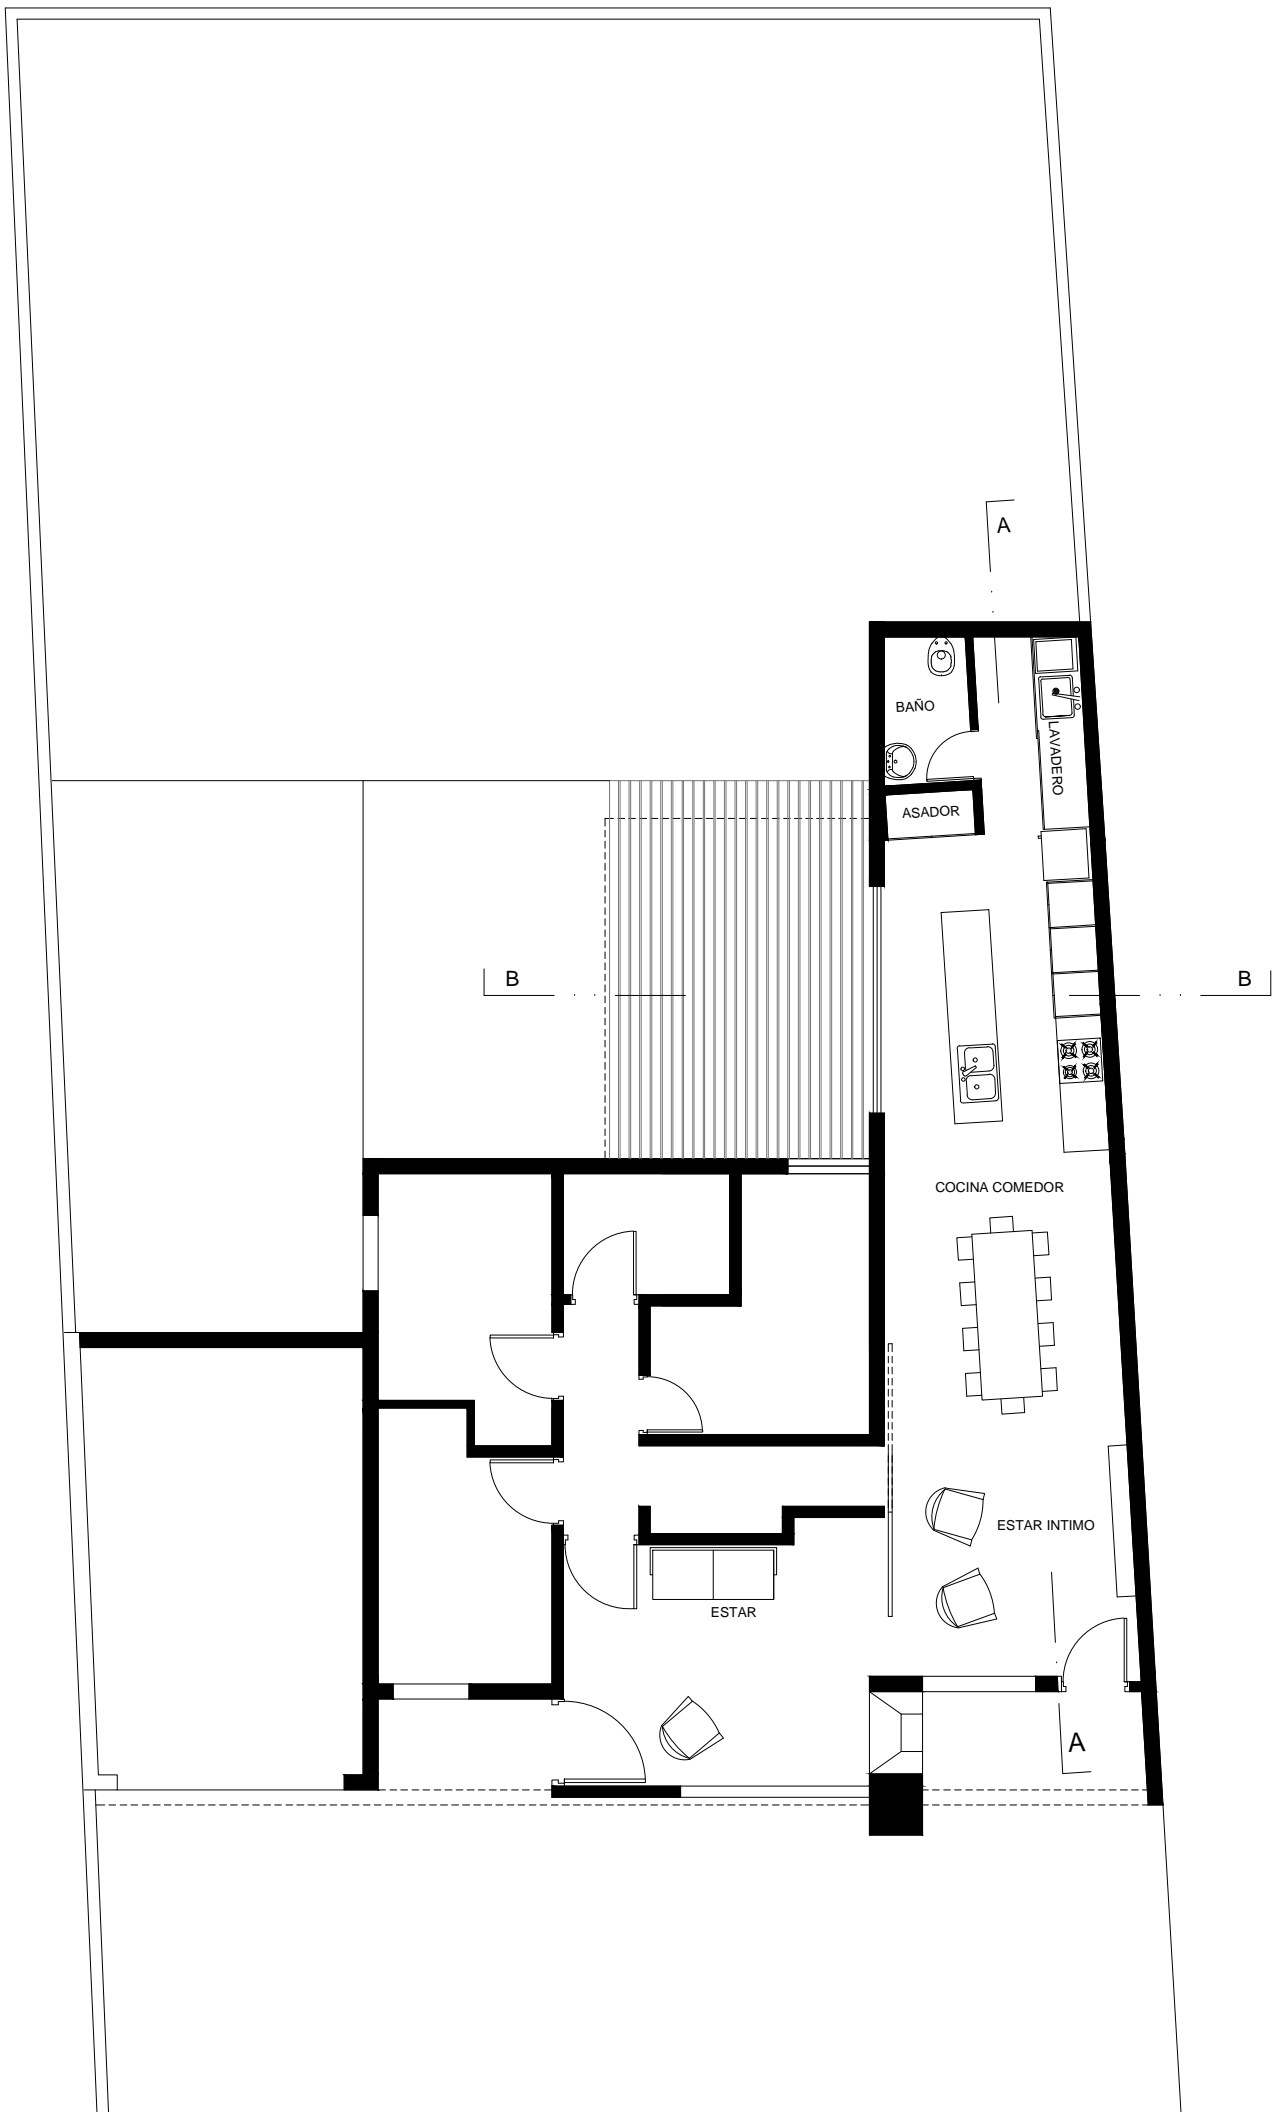 A
BAÑO
LAVADERO
ASADOR
B
B
COCINA COMEDOR
ESTAR INTIMO
ESTAR
A